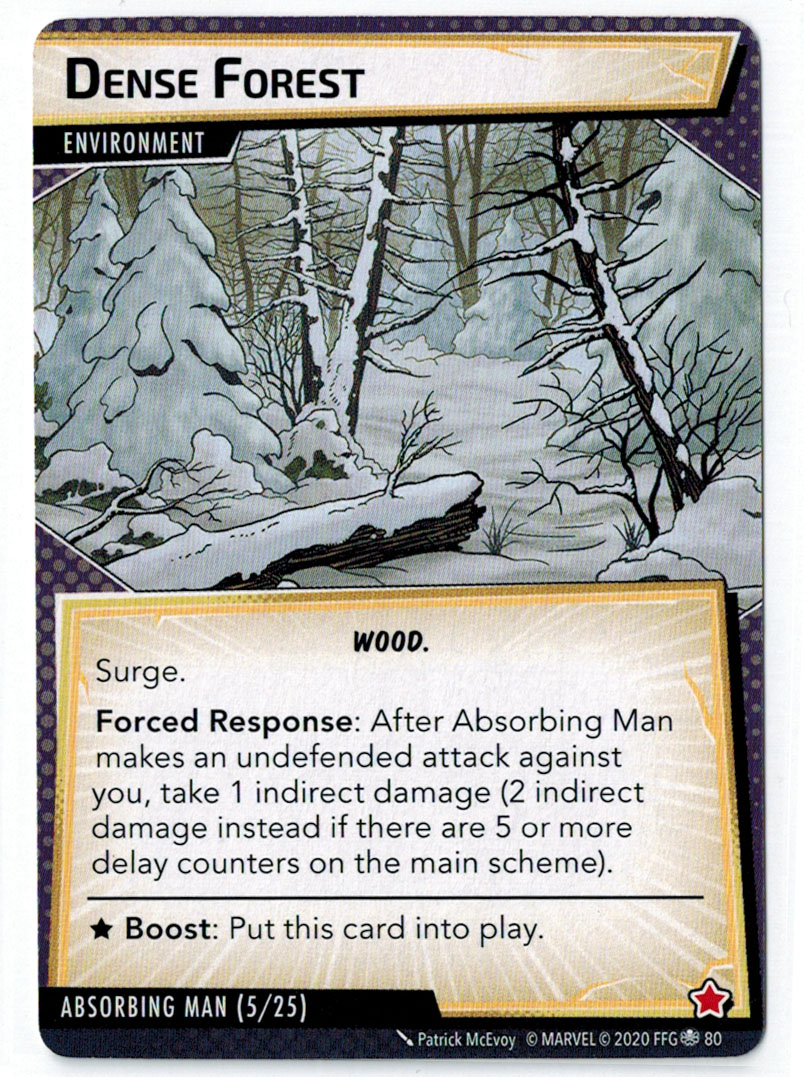 DENSE FOREST
ENVIRONMENT
WOOD.
Surge.
Forced Response: After Absorbing Man
makes an undefended attack against
you, take 1 indirect damage (2 indirect
damage instead if there are 5 or more
delay counters on the main scheme).
★ Boost: Put this card into play.
ABSORBING MAN (5/25)
Patrick McEvoy © MARVEL © 2020 FFG 80